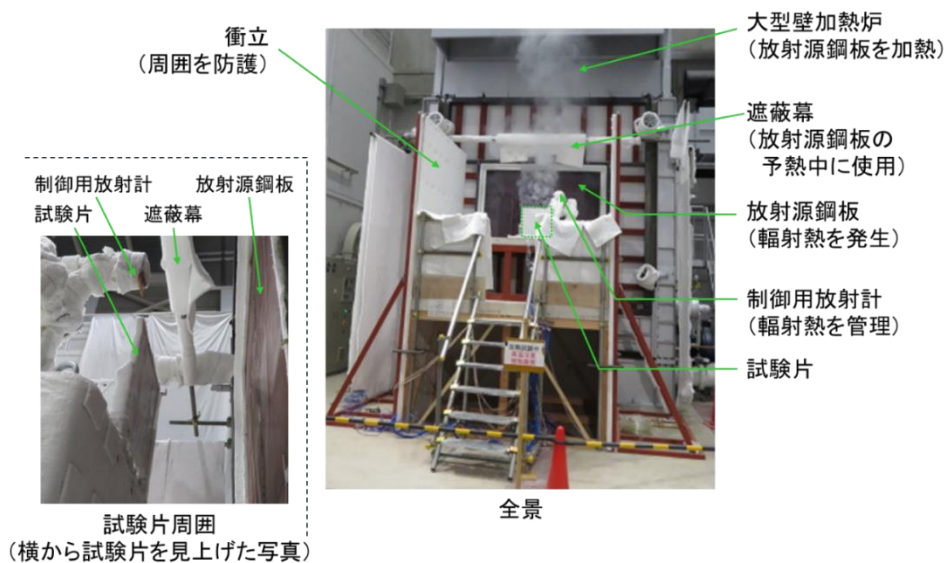 衝立
(周囲を防護)
大型壁加熱炉
(放射源鋼板を加熱)
遮蔽幕
(放射源鋼板の
予熱中に使用)
放射源鋼板
(輻射熱を発生)
制御用放射計
(輻射熱を管理)
試験片
全景
制御用放射計
放射源鋼板
試験片
遮蔽幕
試験片周囲
(横から試験片を見上げた写真)